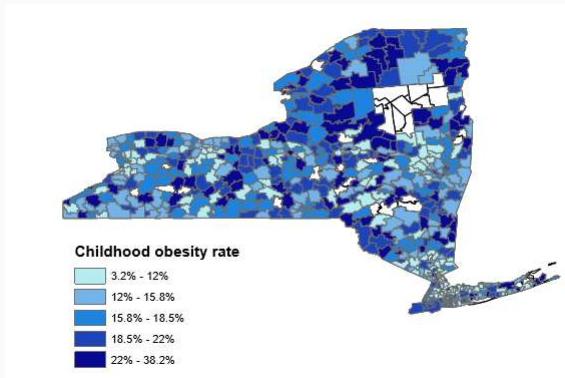 Childhood obesity rate
3.2% - 12%
12% - 15.8%
15.8% - 18.5%
18.5% - 22%
22% - 38.2%